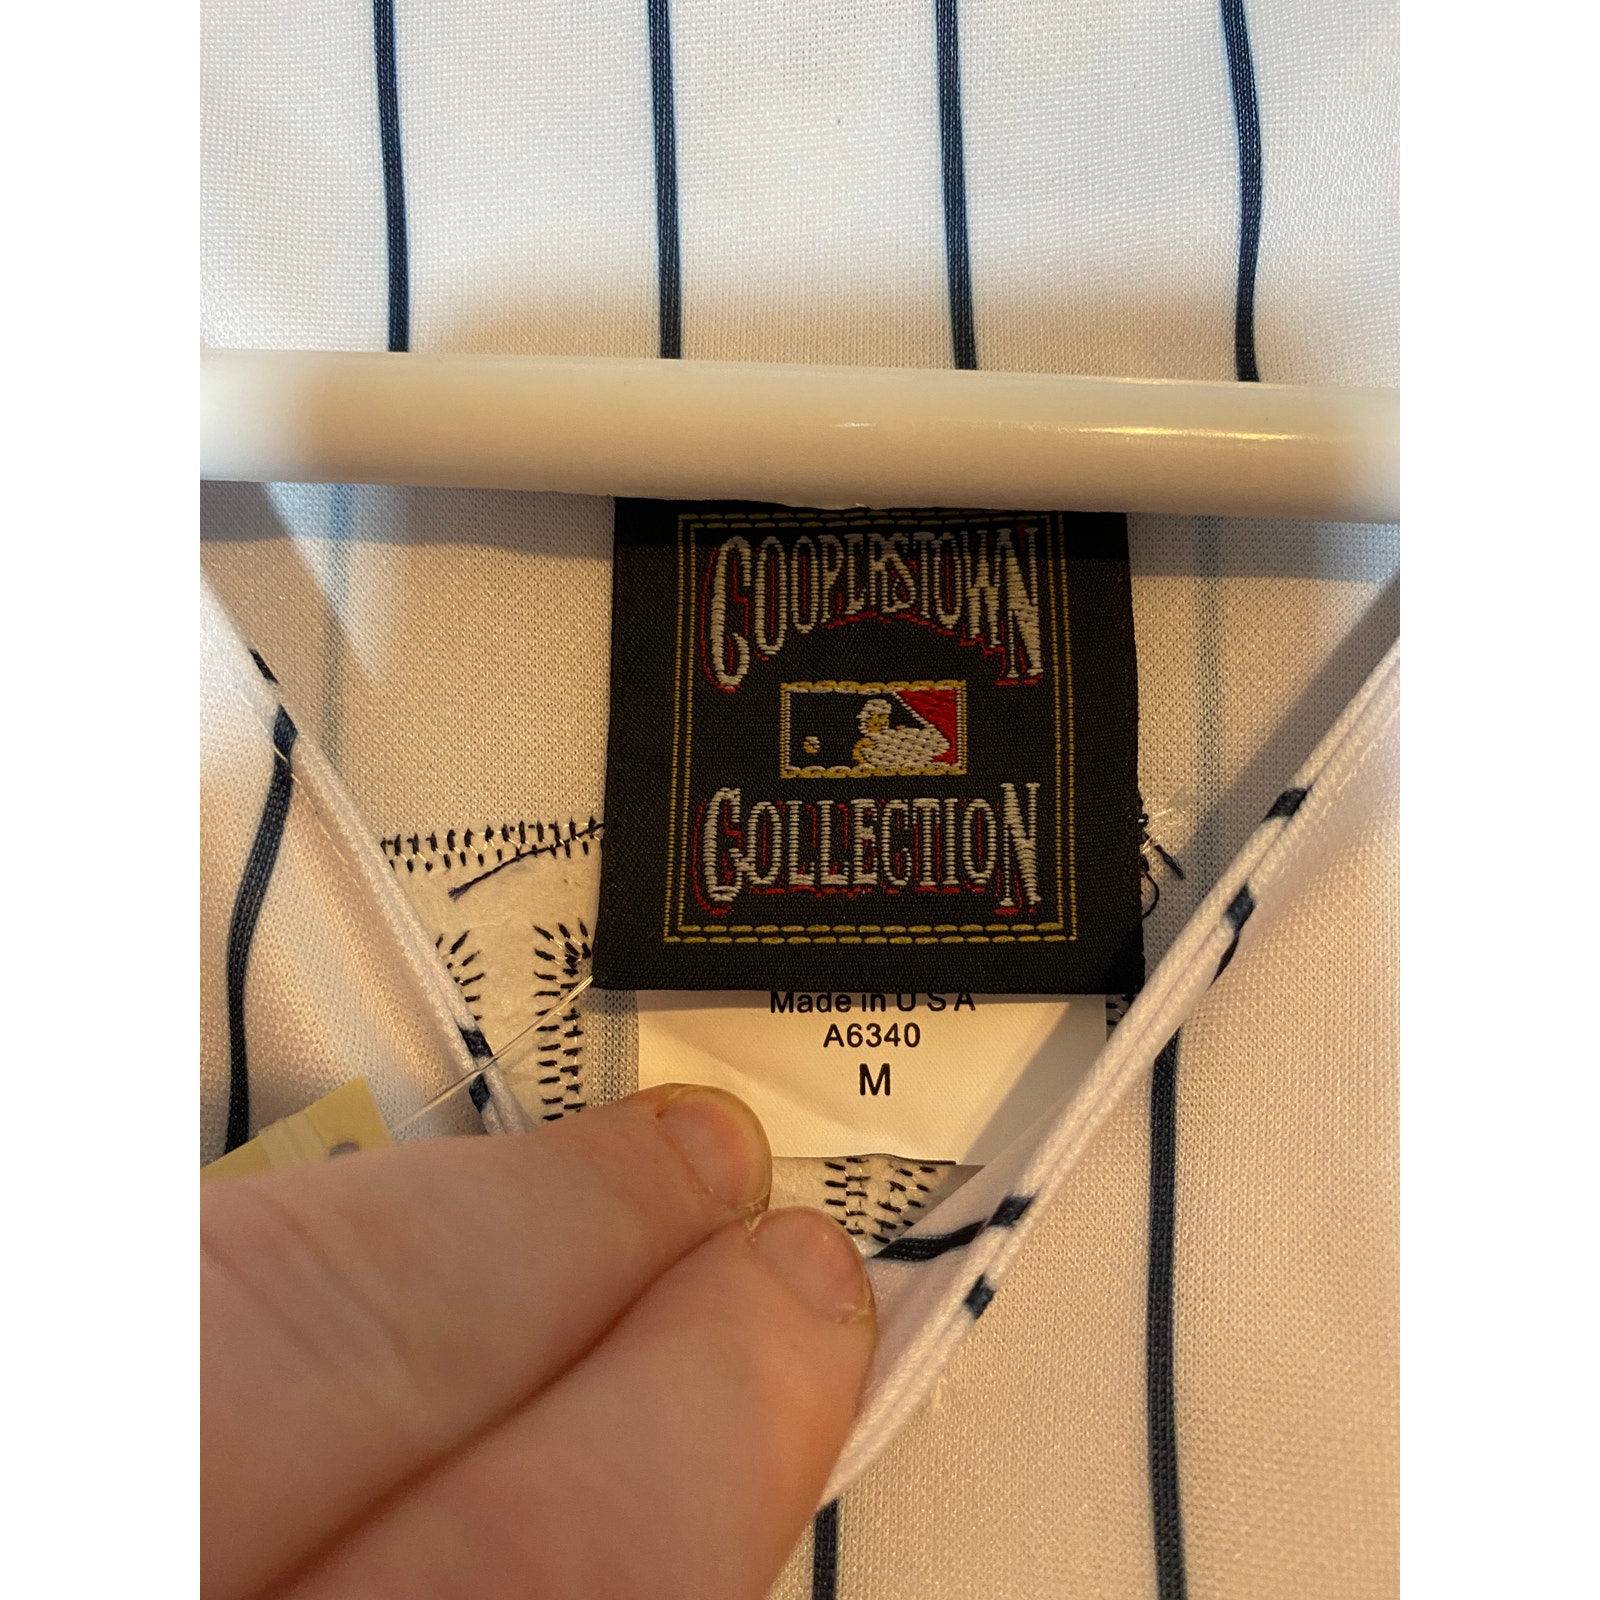 COOPERSTOWN
COLLECTION
Made in U S A
A6340
M